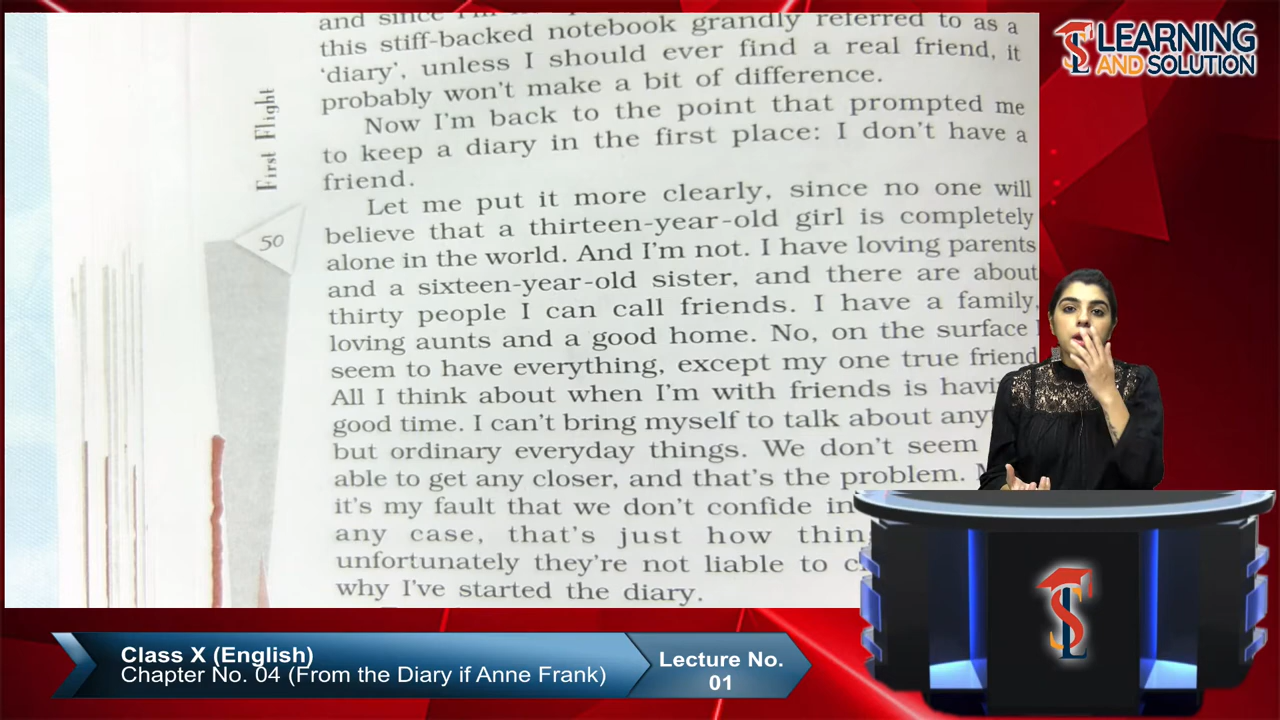 and since
this stiff-backed notebook grandly referred to as a
'diary', unless I should ever find a real friend, it
probably won't make a bit of difference.
Now I'm back to the point that prompted me
to keep a diary in the first place: I don't have a
friend.
Let me put it more clearly, since no one will
believe that a thirteen-year-old girl is completely
alone in the world. And I'm not. I have loving parents
and a sixteen-year-old sister, and there are about
thirty people I can call friends. I have a family,
loving aunts and a good home. No, on the surface
seem to have everything, except my one true friend
All I think about when I'm with friends is
good time. I can't bring myself to talk about
but ordinary everyday things. We don't seem
able to get any closer, and that's the problem.
it's my fault that we don't confide in
any case, that's just how
unfortunately they're not liable to
why I've started the diary.
First Flight
50
LEARNING
AND SOLUTION
Class X (English)
Chapter No. 04 (From the Diary if Anne Frank)
Lecture No.
01